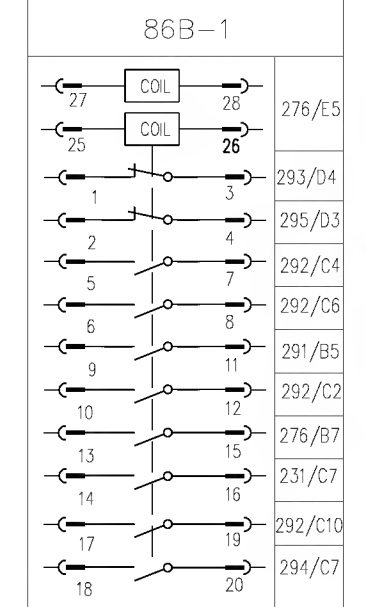 86B-1
27 COIL 28
276/E5
25 COIL 26
1 3 293/D4
2 4 295/D3
5 7 292/C4
6 8 292/C6
9 11 291/B5
10 12 292/C2
13 15 276/B7
14 16 231/C7
17 19 292/C10
18 20 294/C7